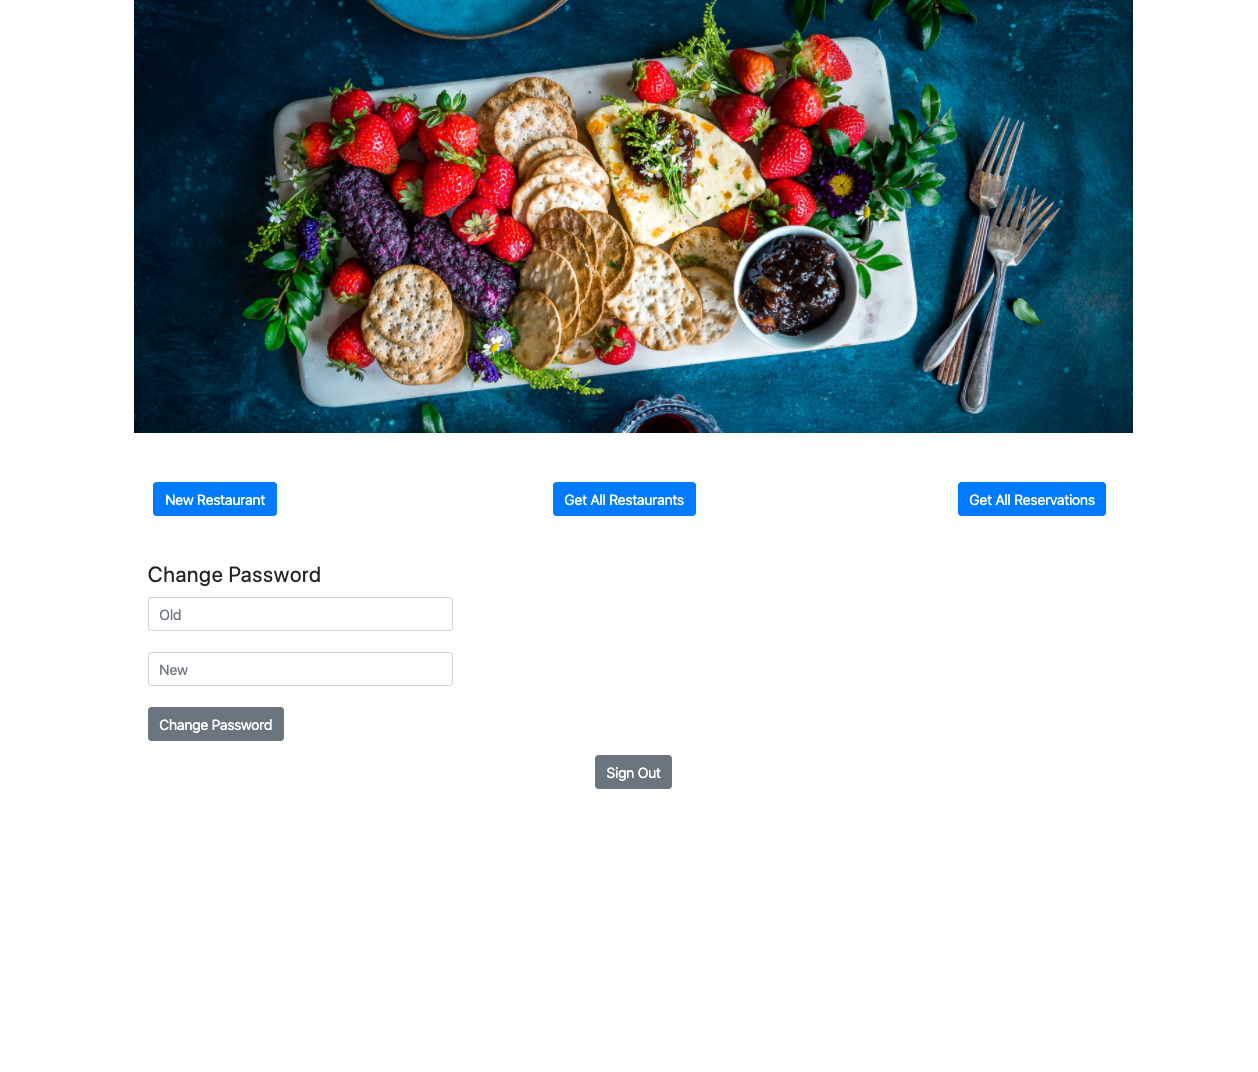 New Restaurant
Get All Restaurants
Get All Reservations
Change Password
Old
New
Change Password
Sign Out